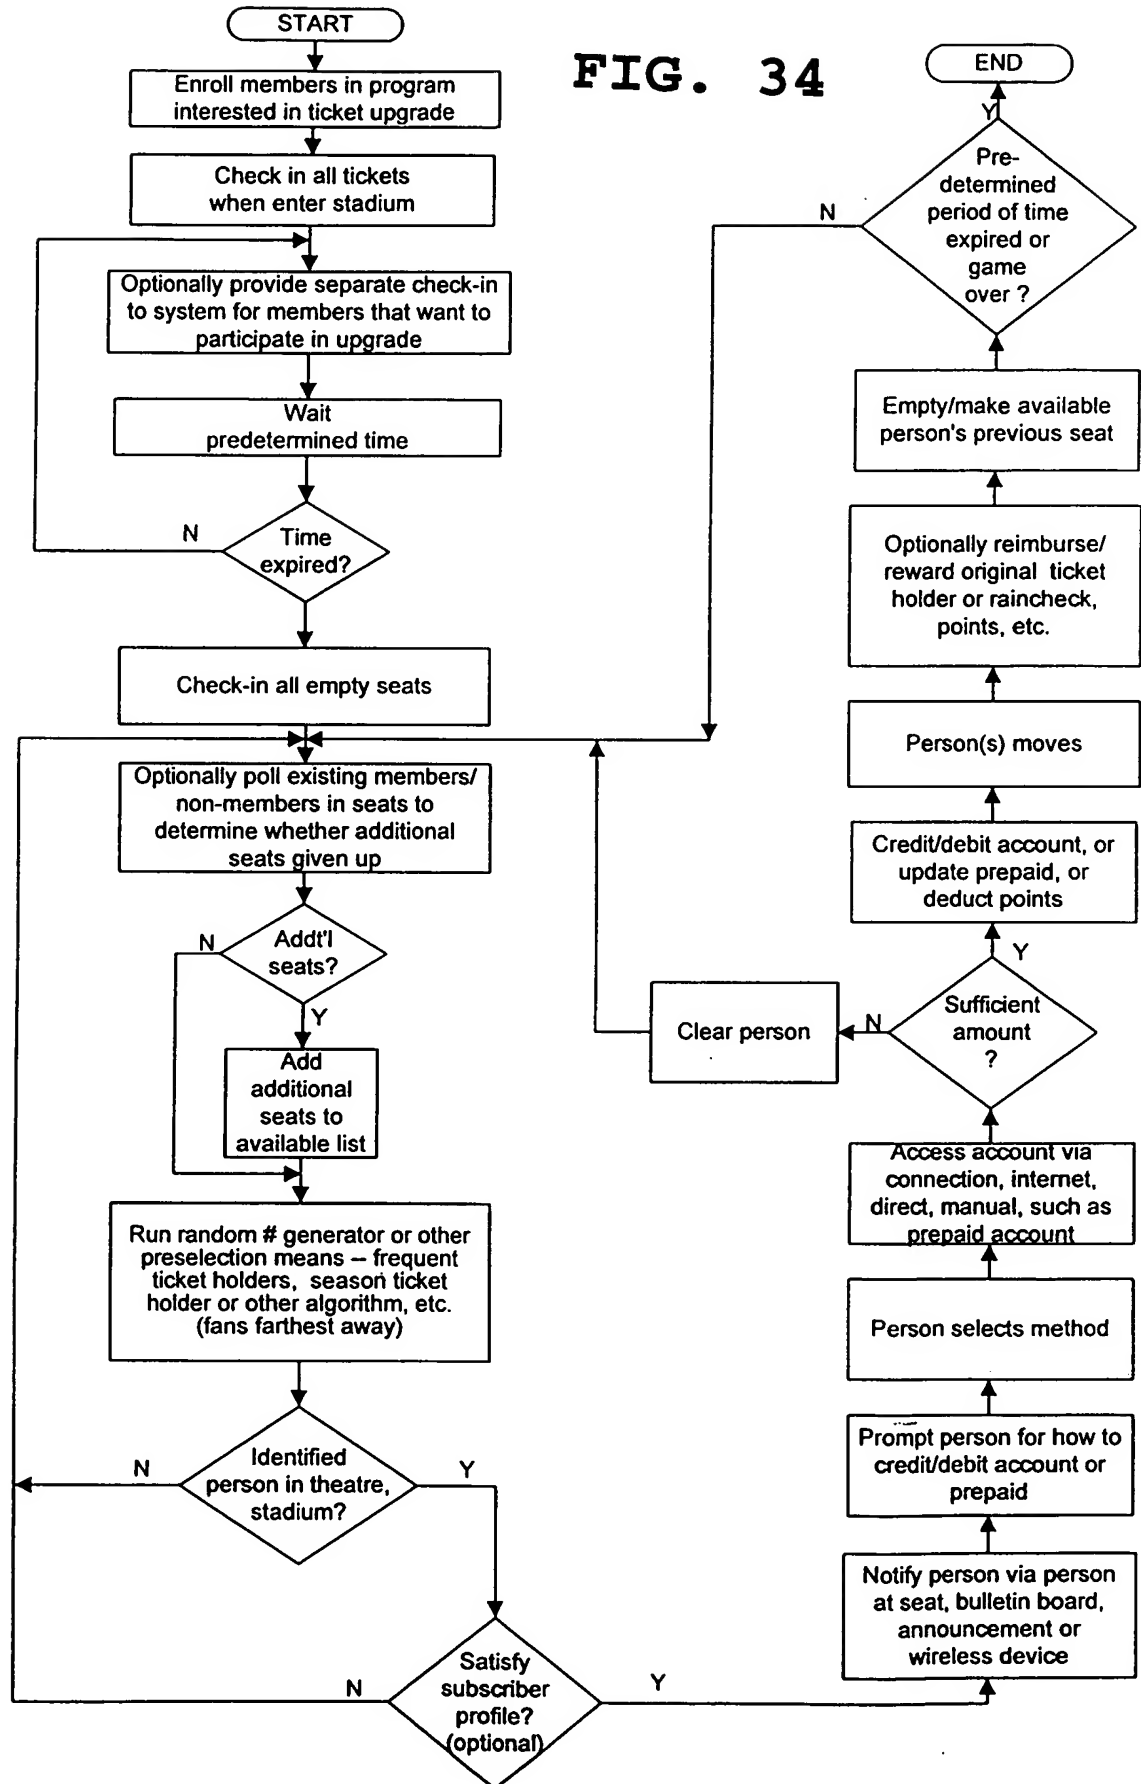 START
FIG. 34
Enroll members in program
interested in ticket upgrade
Check in all tickets
when enter stadium
Optionally provide separate check-in
to system for members that want to
participate in upgrade
Wait
predetermined time
N
Time
expired?
Check-in all empty seats
Optionally poll existing members/
non-members in seats to
determine whether additional
seats given up
N
Addt'l
seats?
Y
Add
additional
seats to
available list
Run random # generator or other
preselection means – frequent
ticket holders, season ticket
holder or other algorithm, etc.
(fans farthest away)
N
Identified
person in theatre,
stadium?
Y
N
Satisfy
subscriber
profile?
(optional)
Y
Notify person via person
at seat, bulletin board,
announcement or
wireless device
Prompt person for how to
credit/debit account or
prepaid
Person selects method
Access account via
connection, internet,
direct, manual, such as
prepaid account
Sufficient
amount
?
N
Clear person
Y
Credit/debit account, or
update prepaid, or
deduct points
Person(s) moves
Optionally reimburse/
reward original ticket
holder or raincheck,
points, etc.
Empty/make available
person's previous seat
Pre-
determined
period of time
expired or
game
over ?
N
Y
END